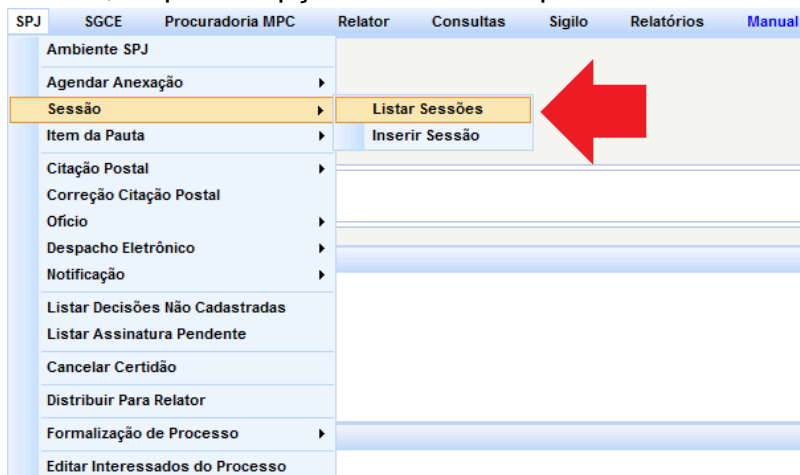 SPJ SGCE Procuradoria MPC Relator Consultas Sigilo Relatórios Manual
Ambiente SPJ
Agendar Anexação
Sessão
Listar Sessões
Item da Pauta
Inserir Sessão
Citação Postal
Correção Citação Postal
Ofício
Despacho Eletrônico
Notificação
Listar Decisões Não Cadastradas
Listar Assinatura Pendente
Cancelar Certidão
Distribuir Para Relator
Formalização de Processo
Editar Interessados do Processo